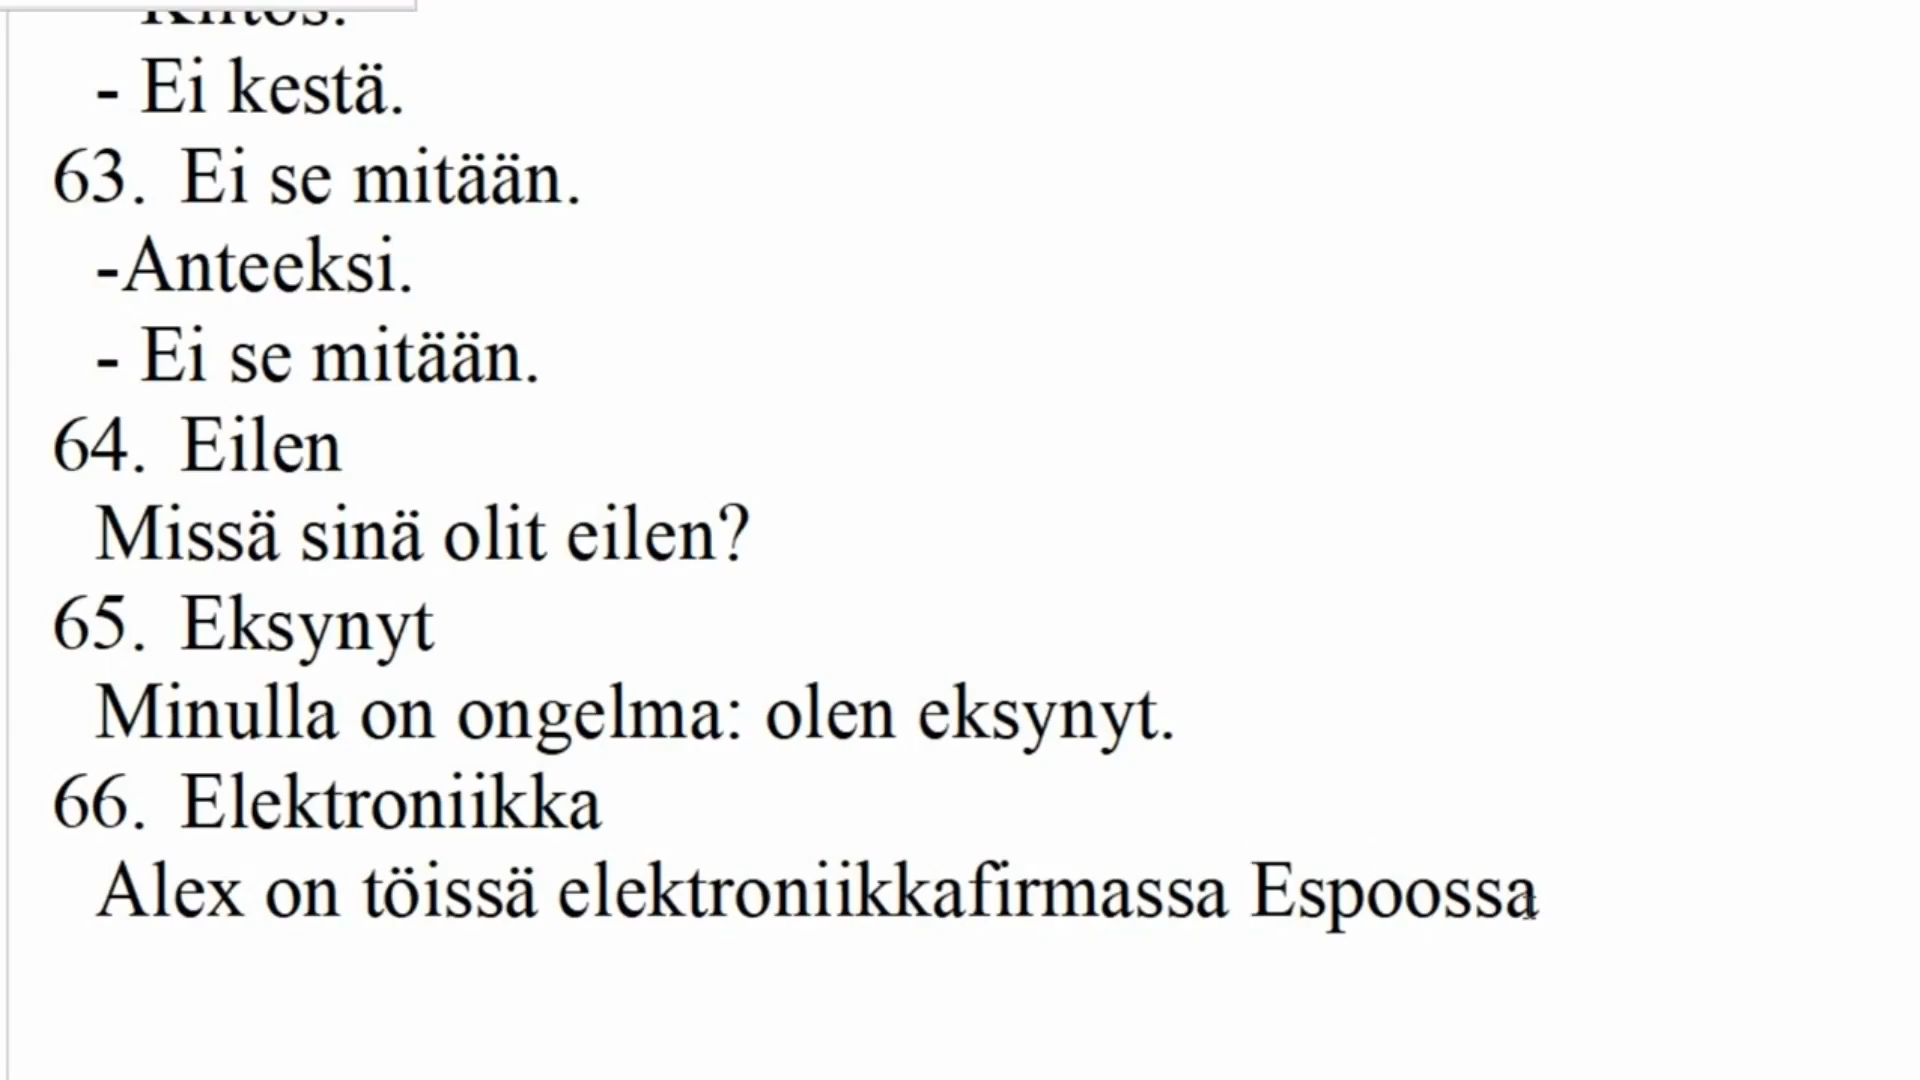 Kiitos.
- Ei kestä.
63. Ei se mitään.
-Anteeksi.
- Ei se mitään.
64. Eilen
Missä sinä olit eilen?
65. Eksynyt
Minulla on ongelma: olen eksynyt.
66. Elektroniikka
Alex on töissä elektroniikkafirmassa Espoossa